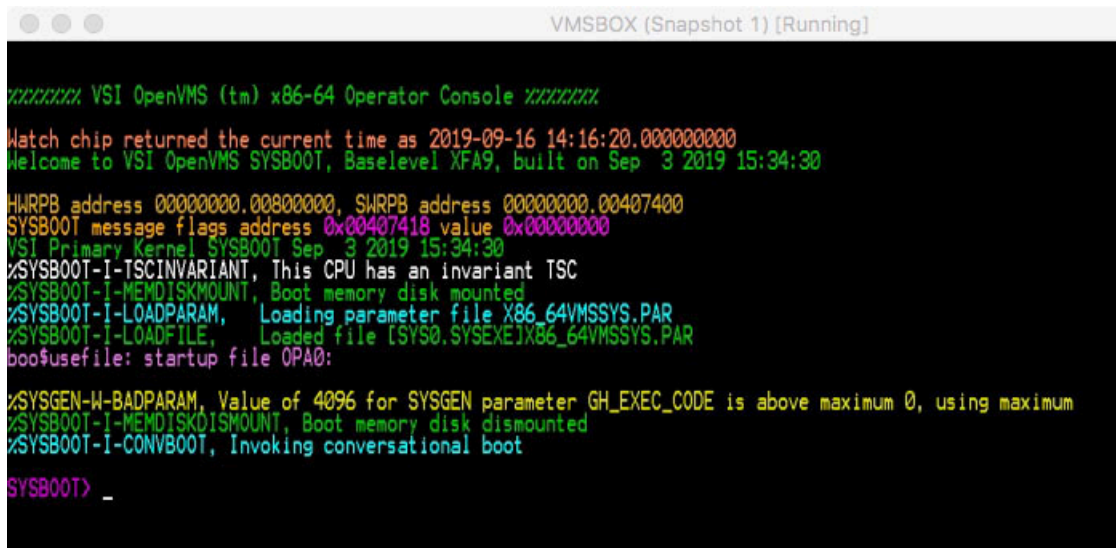 VMSBOX (Snapshot 1) [Running]
%%%%%%% VSI OpenVMS (tm) x86-64 Operator Console %%%%%%%
Watch chip returned the current time as 2019-09-16 14:16:20.000000000
Welcome to VSI OpenVMS SYSBOOT, Baselevel XFA9, built on Sep  3 2019 15:34:30
HWRPB address 00000000.00800000, SWRPB address 00000000.00407400
SYSBOOT message flags address 0x00407418 value 0x00000000
VSI Primary Kernel SYSBOOT Sep  3 2019 15:34:30
%SYSBOOT-I-TSCINVARIANT, This CPU has an invariant TSC
%SYSBOOT-I-MEMDISKMOUNT, Boot memory disk mounted
%SYSBOOT-I-LOADPARAM,   Loading parameter file X86_64VMSSYS.PAR
%SYSBOOT-I-LOADFILE,    Loaded file [SYS0.SYSEXE]X86_64VMSSYS.PAR
boo$usefile: startup file OPA0:
%SYSGEN-W-BADPARAM, Value of 4096 for SYSGEN parameter GH_EXEC_CODE is above maximum 0, using maximum
%SYSBOOT-I-MEMDISKDISMOUNT, Boot memory disk dismounted
%SYSBOOT-I-CONVBOOT, Invoking conversational boot
SYSBOOT> _